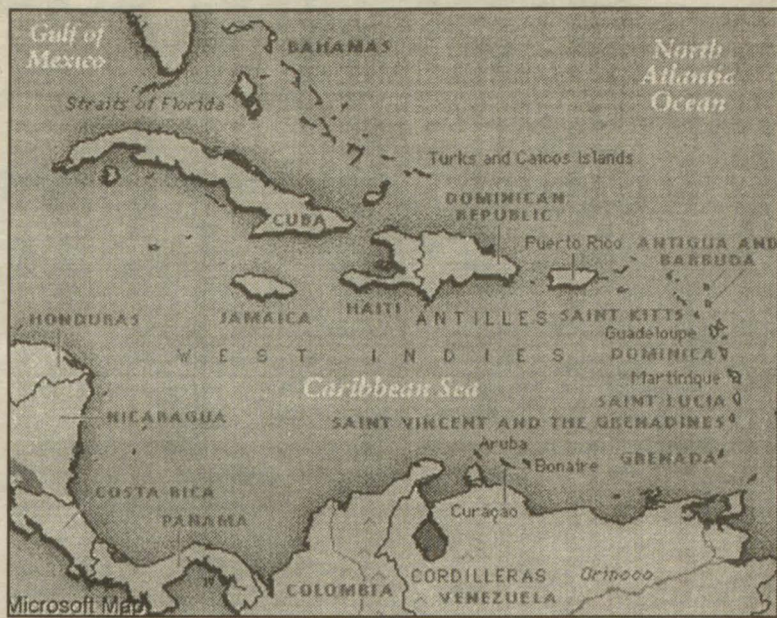 Gulf of
Mexico
BAHAMAS
North
Atlantic
Ocean
Straits of Florida
Turks and Caicos Islands
DOMINICAN
REPUBLIC
CUBA
Puerto Rico
ANTIGUA AND
BARBUDA
HAITI
JAMAICA
ANTILLES
SAINT KITTS
HONDURAS
Guadeloupe
WEST INDIES
DOMINICA
Martinique
Caribbean Sea
SAINT LUCIA
NICARAGUA
SAINT VINCENT AND THE GRENADINES
Aruba
Bonaire
GRENADA
COSTA RICA
Curaçao
PANAMA
CORDILLERAS
Orinoco
COLOMBIA
VENEZUELA
Microsoft Map